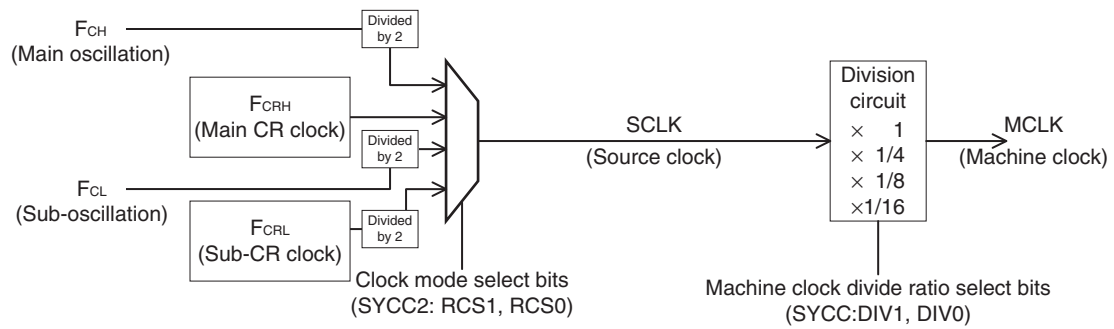 FCH
(Main oscillation)
Divided
by 2
FCRH
(Main CR clock)
Divided
by 2
FCL
(Sub-oscillation)
FCRL
(Sub-CR clock)
Divided
by 2
Clock mode select bits
(SYCC2: RCS1, RCS0)
SCLK
(Source clock)
Division
circuit
× 1
× 1/4
× 1/8
×1/16
MCLK
(Machine clock)
Machine clock divide ratio select bits
(SYCC:DIV1, DIV0)